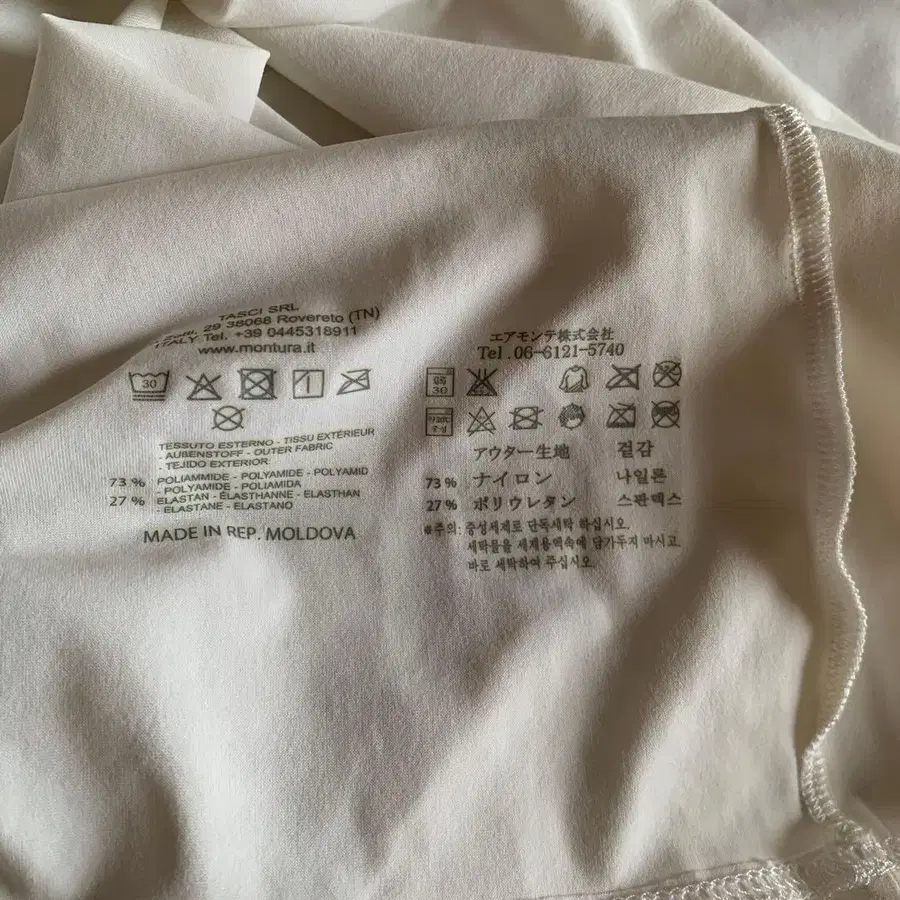 TASCI SRL
29 38068 Rovereto (TN)
ITALY Tel. +39 0445318911
www.montura.it
30
TESSUTO ESTERNO - TISSU EXTÉRIEUR
- AUßENSTOFF - OUTER FABRIC
- TEJIDO EXTERIOR:
73 % POLIAMMIDE - POLYAMIDE - POLYAMID
- POLYAMIDE - POLIAMIDA
27 % ELASTAN - ÉLASTHANNE - ELASTHAN
- ELASTANE - ELASTANO
MADE IN REP. MOLDOVA
エアモンテ株式会社
Tel.06-6121-5740
30
アウター生地 겉감
73 % ナイロン 나일론
27 % ポリウレタン 스판덱스
※주의: 중성세제로 단독세탁 하십시오.
세탁물을 세제용액속에 담가두지 마시고.
바로 세탁하여 주십시오.